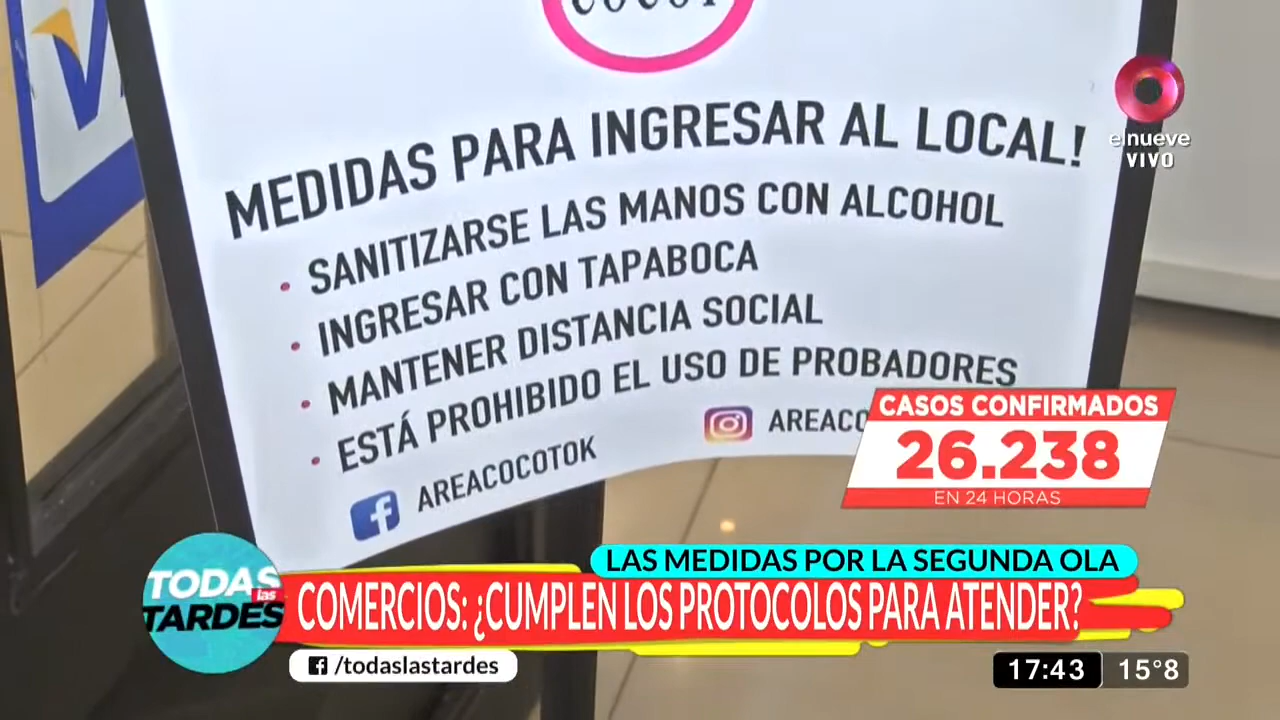 MEDIDAS PARA INGRESAR AL LOCAL!
• SANITIZARSE LAS MANOS CON ALCOHOL
• INGRESAR CON TAPABOCA
• MANTENER DISTANCIA SOCIAL
• ESTÁ PROHIBIDO EL USO DE PROBADORES
AREACOCOTOK
elnueve
VIVO
CASOS CONFIRMADOS
26.238
EN 24 HORAS
LAS MEDIDAS POR LA SEGUNDA OLA
TODAS las TARDES
COMERCIOS: ¿CUMPLEN LOS PROTOCOLOS PARA ATENDER?
/todaslastardes
17:43 15°8